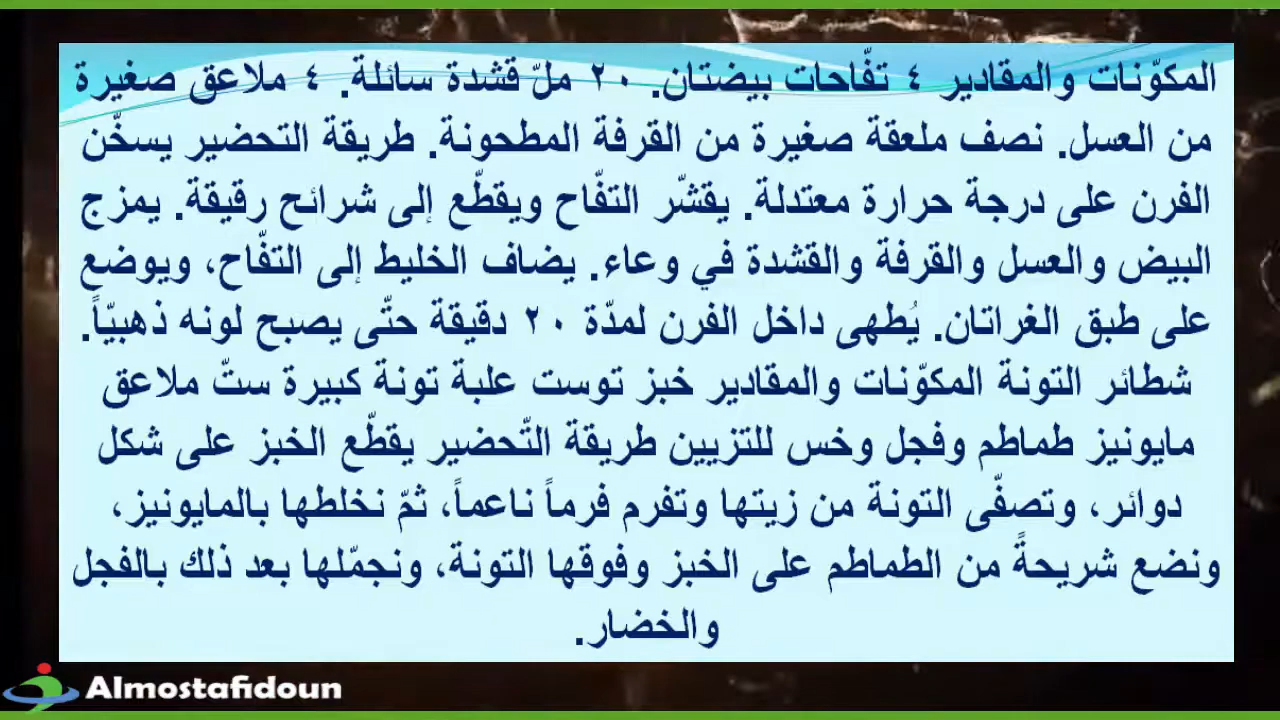 المكوّنات والمقادير ٤ تفّاحات بيضتان. ٢٠ ملّ قشدة سائلة. ٤ ملاعق صغيرة
من العسل. نصف ملعقة صغيرة من القرفة المطحونة. طريقة التحضير يسخّن
الفرن على درجة حرارة معتدلة. يقشّر التفّاح ويقطّع إلى شرائح رقيقة. يمزج
البيض والعسل والقرفة والقشدة في وعاء. يضاف الخليط إلى التفّاح، ويوضع
على طبق الغراتان. يُطهى داخل الفرن لمدّة ٢٠ دقيقة حتّى يصبح لونه ذهبيّاً.
شطائر التونة المكوّنات والمقادير خبز توست علبة تونة كبيرة ستّ ملاعق
مايونيز طماطم وفجل وخس للتزيين طريقة التّحضير يقطّع الخبز على شكل
دوائر، وتصفّى التونة من زيتها وتفرم فرماً ناعماً، ثمّ نخلطها بالمايونيز،
ونضع شريحةً من الطماطم على الخبز وفوقها التونة، ونجمّلها بعد ذلك بالفجل
والخضار.
Almostafidoun